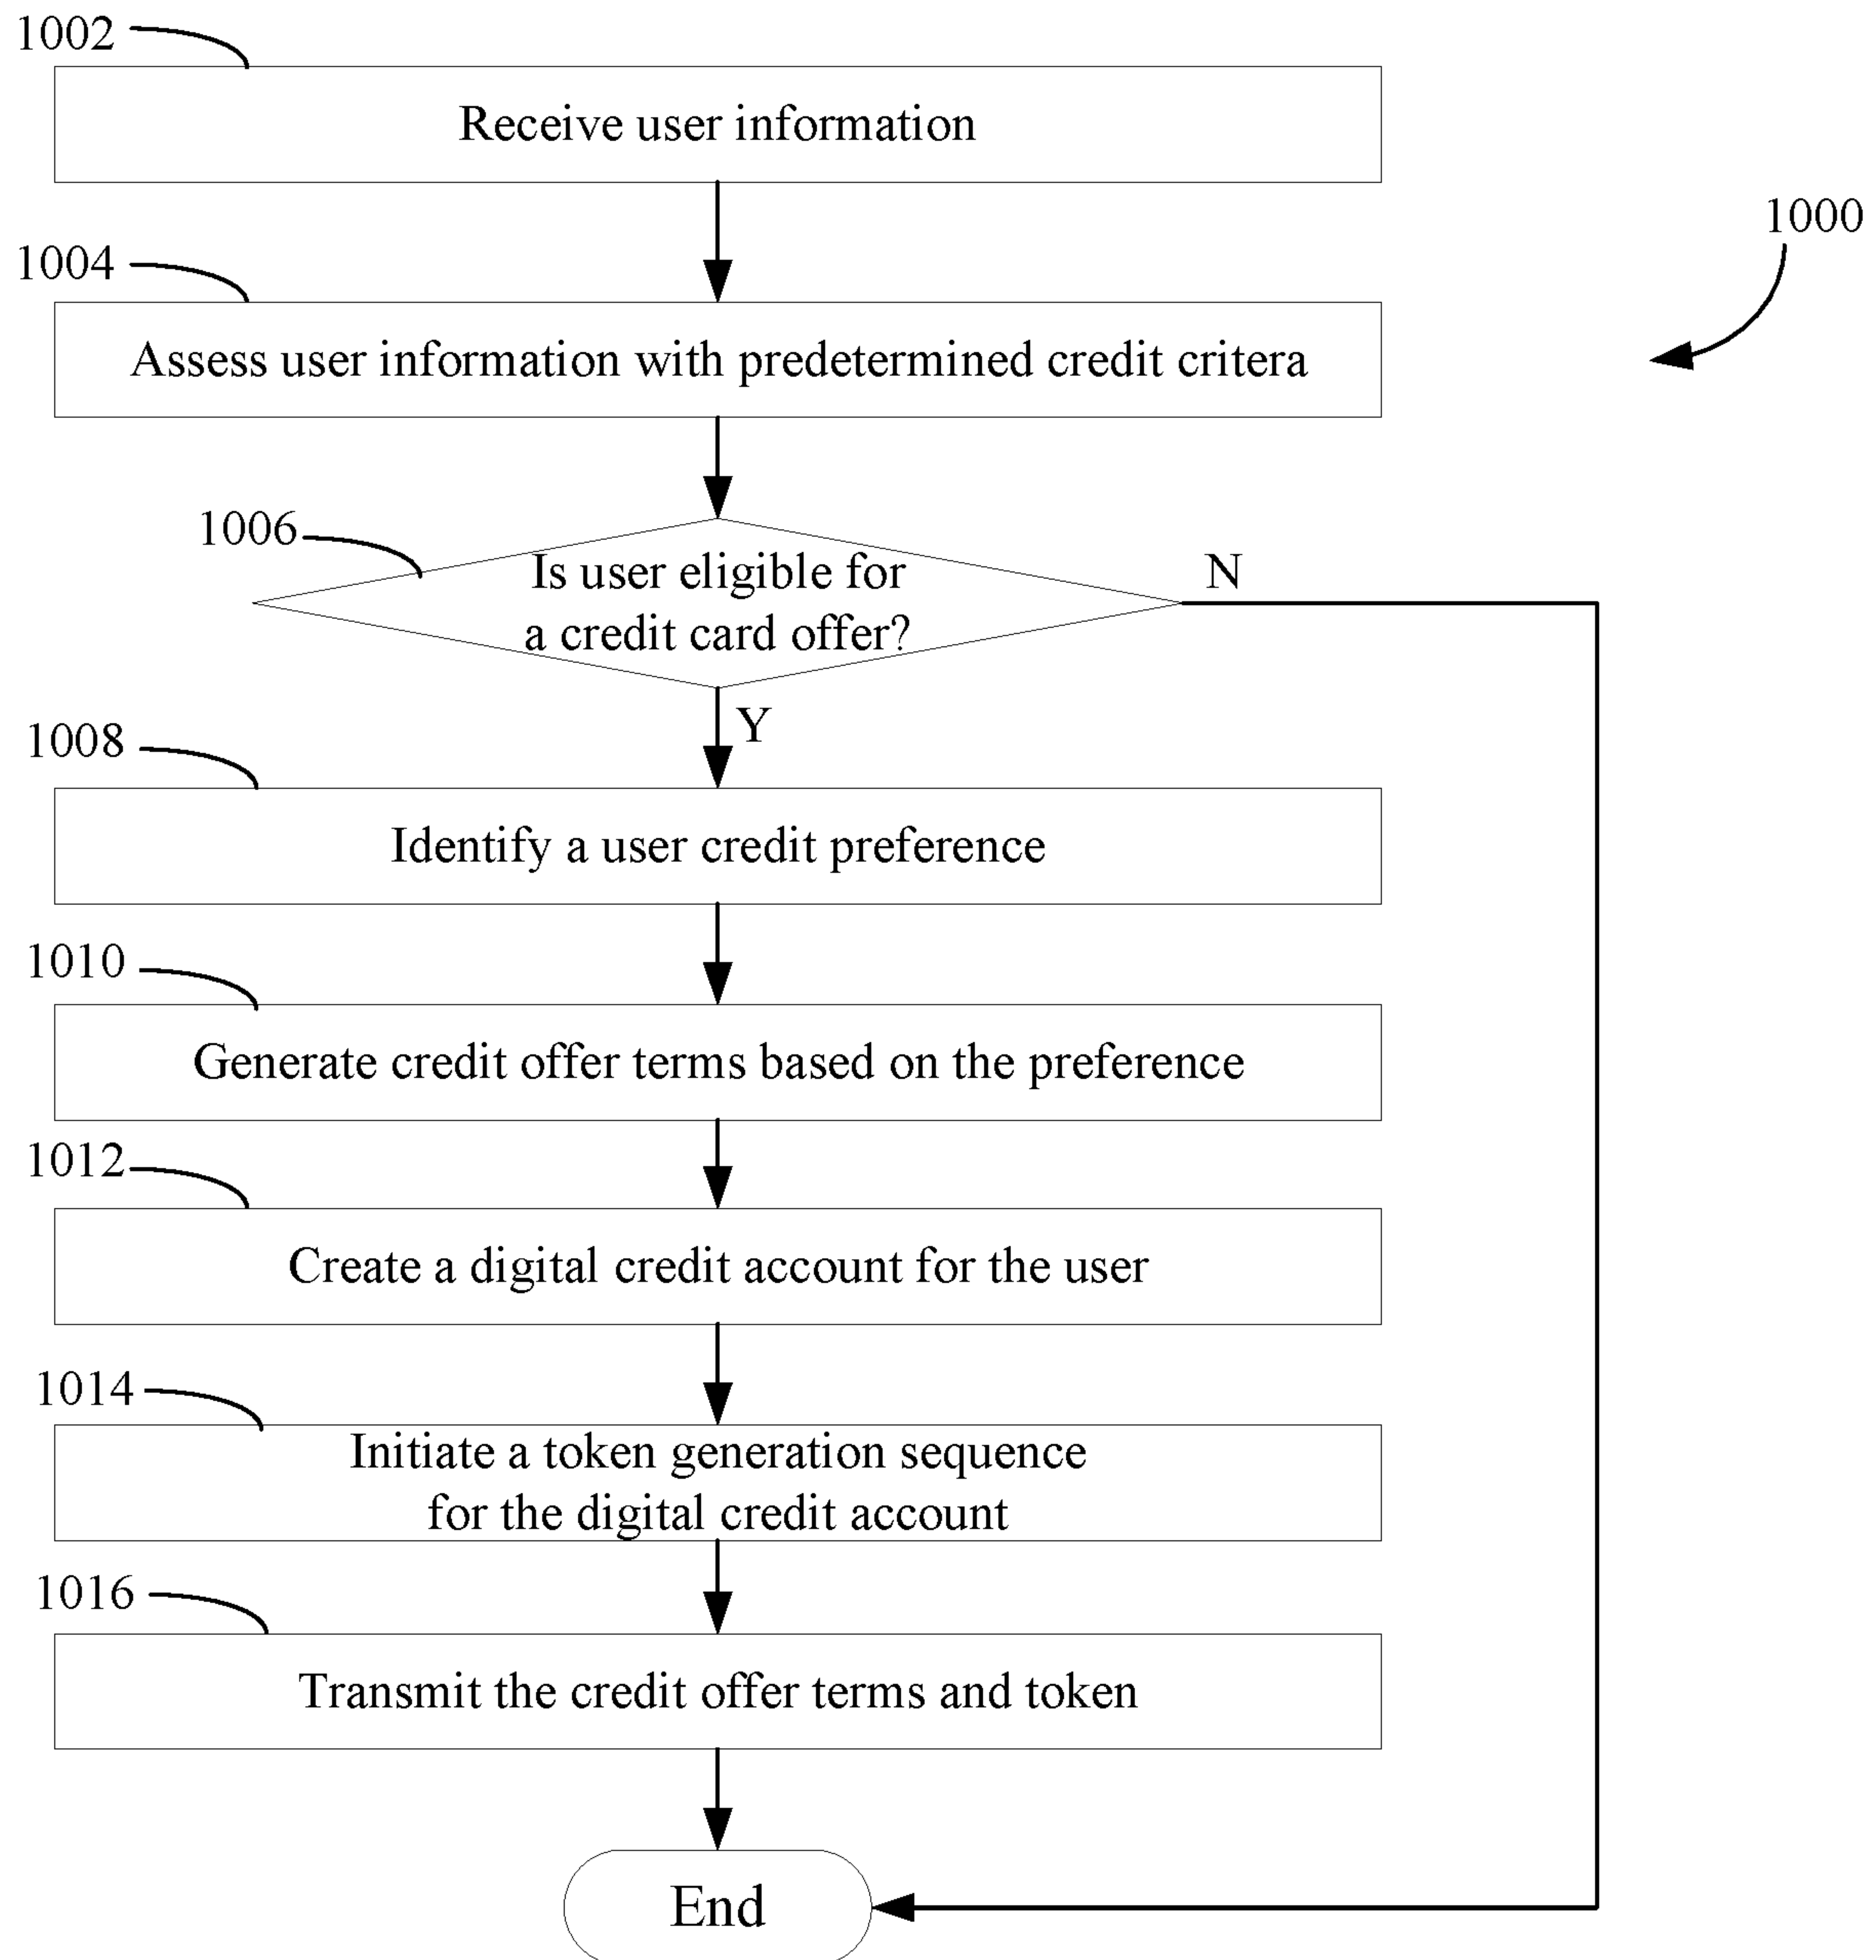 1002
Receive user information
1000
1004
Assess user information with predetermined credit critera
1006
Is user eligible for
a credit card offer?
N
Y
1008
Identify a user credit preference
1010
Generate credit offer terms based on the preference
1012
Create a digital credit account for the user
1014
Initiate a token generation sequence
for the digital credit account
1016
Transmit the credit offer terms and token
End